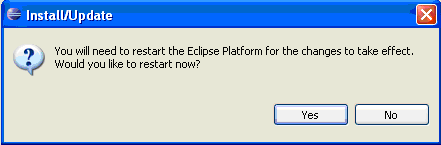 Install/Update
You will need to restart the Eclipse Platform for the changes to take effect.
Would you like to restart now?
Yes No